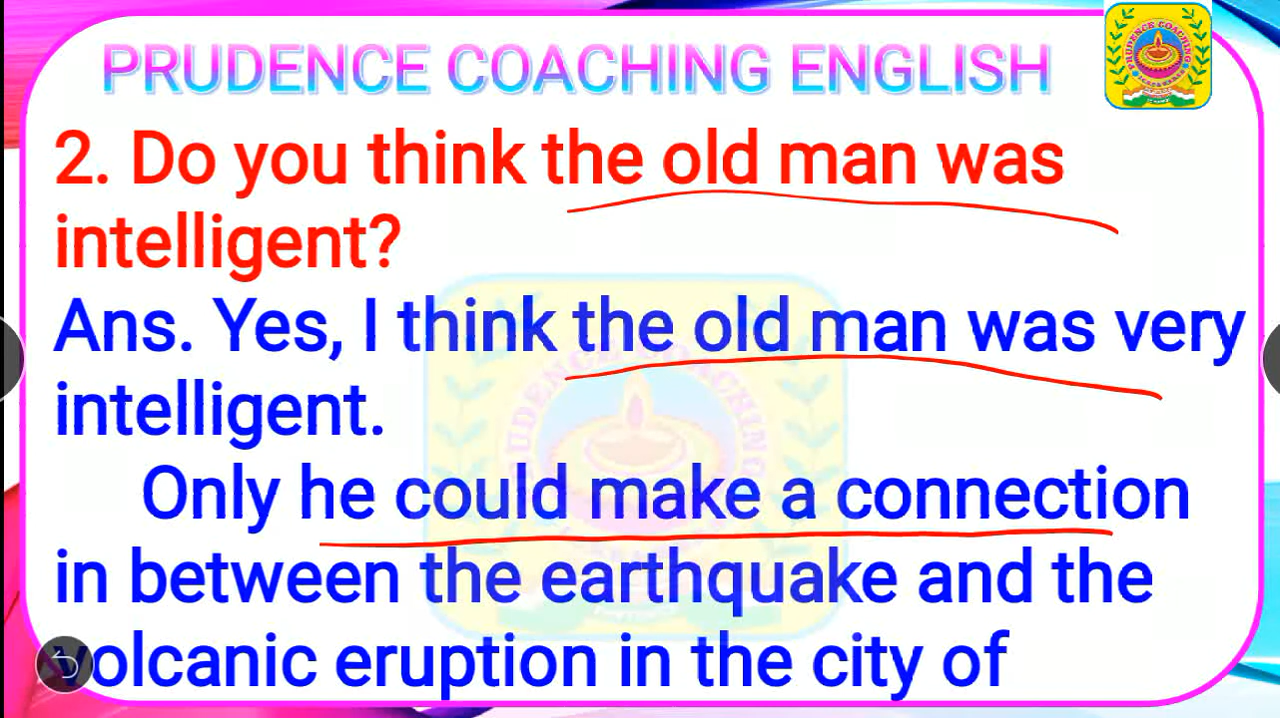 PRUDENCE COACHING ENGLISH
PRUDENCE COACHING
2. Do you think the old man was
intelligent?
Ans. Yes, I think the old man was very
intelligent.
Only he could make a connection
in between the earthquake and the
volcanic eruption in the city of